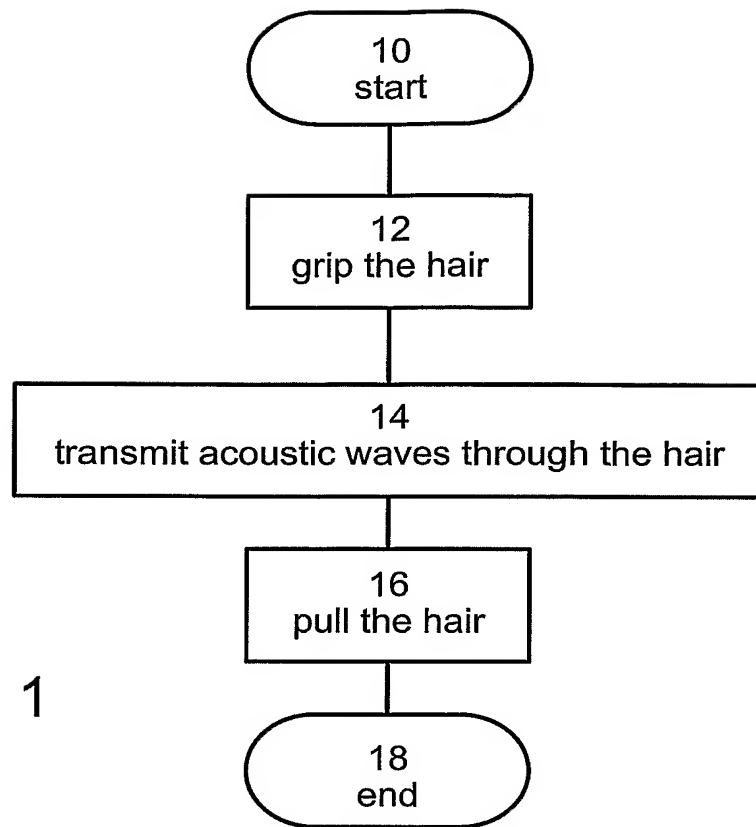 10
start
12
grip the hair
14
transmit acoustic waves through the hair
16
pull the hair
1
18
end